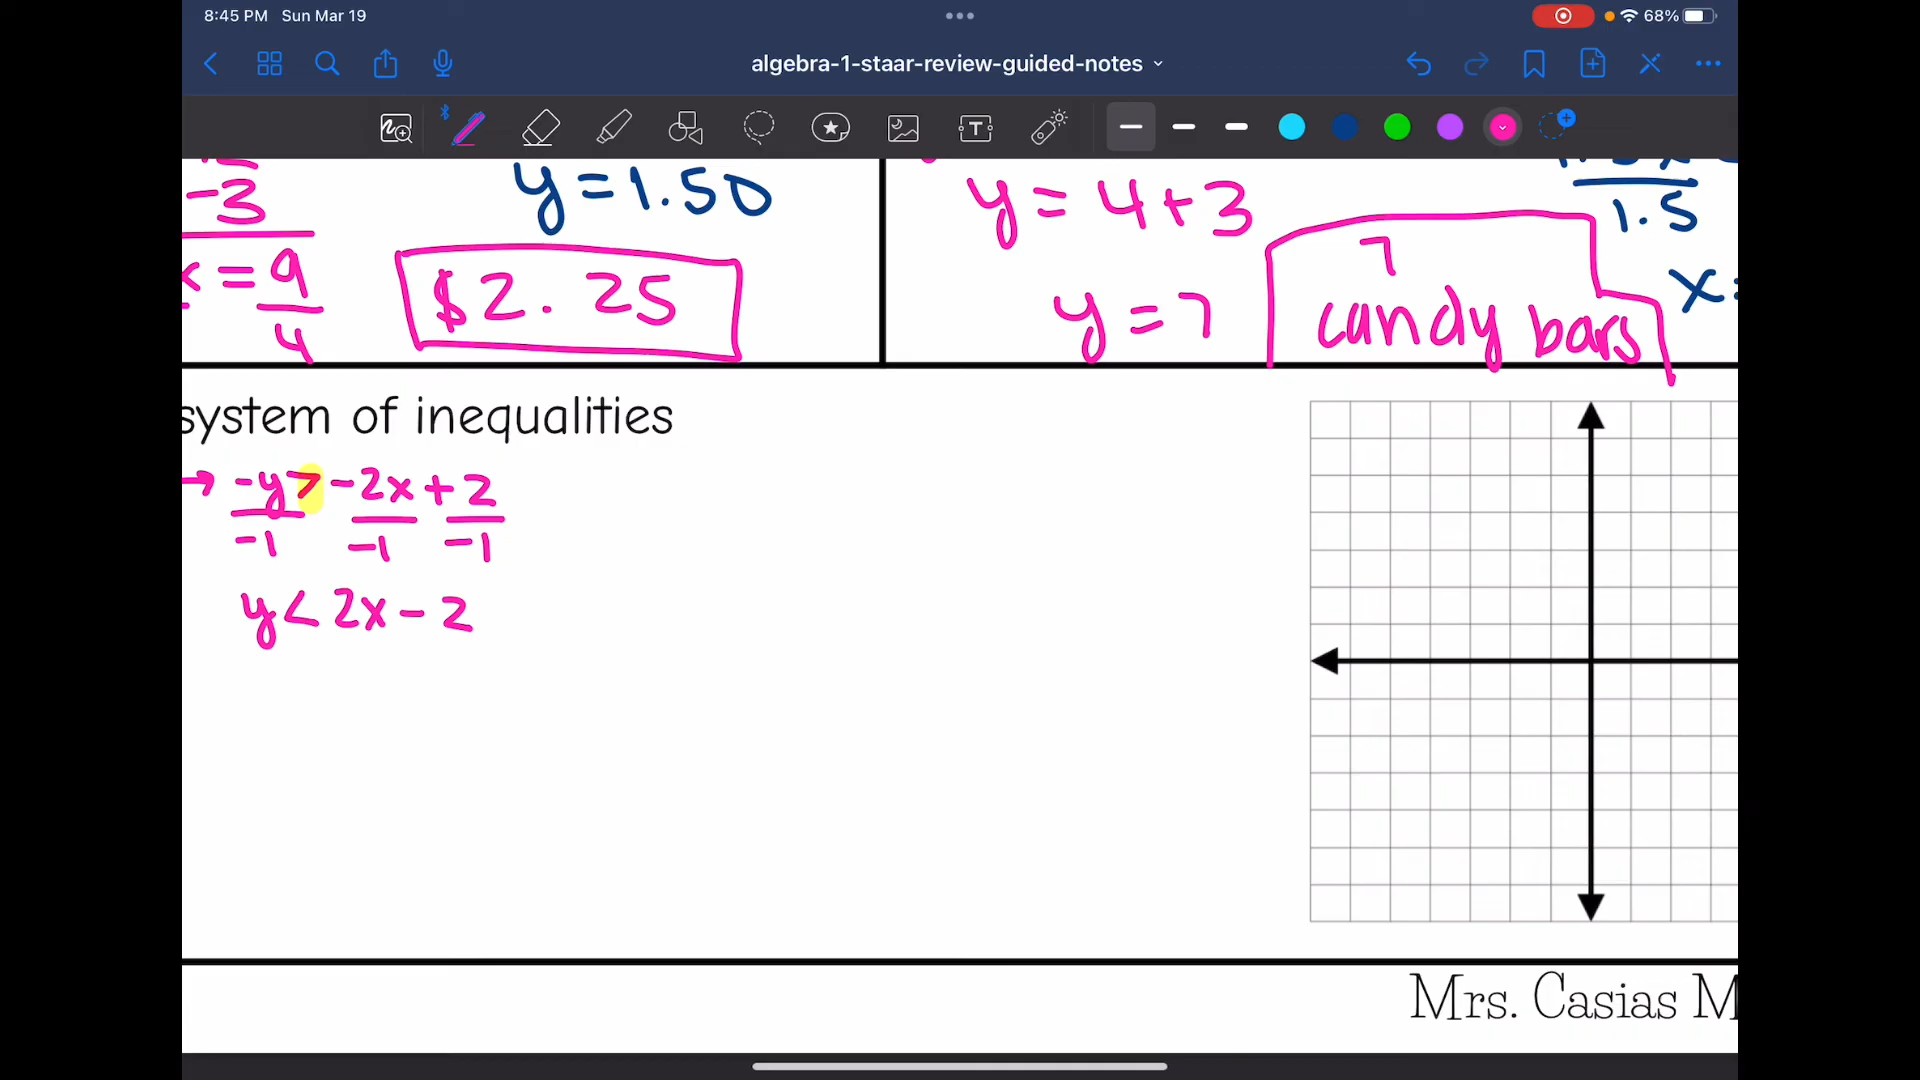 8:45 PM Sun Mar 19
68%
algebra-1-staar-review-guided-notes
-3
x = 9/4
y = 1.50
$2.25
y = 4 + 3
y = 7
7
candy bars
1.5
x =
system of inequalities
→ -y > -2x + 2
-1 -1 -1
y < 2x - 2
Mrs. Casias M